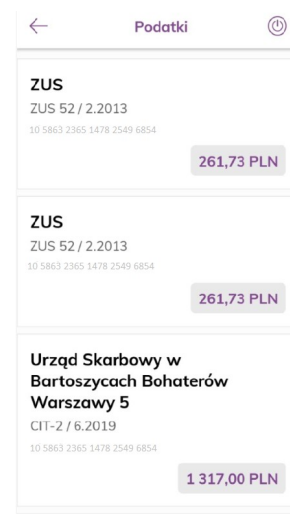 Podatki
ZUS
ZUS 52 / 2.2013
10 5863 2365 1478 2549 6854
261,73 PLN
ZUS
ZUS 52 / 2.2013
10 5863 2365 1478 2549 6854
261,73 PLN
Urząd Skarbowy w
Bartoszycach Bohaterów
Warszawy 5
CIT-2 / 6.2019
10 5863 2365 1478 2549 6854
1 317,00 PLN